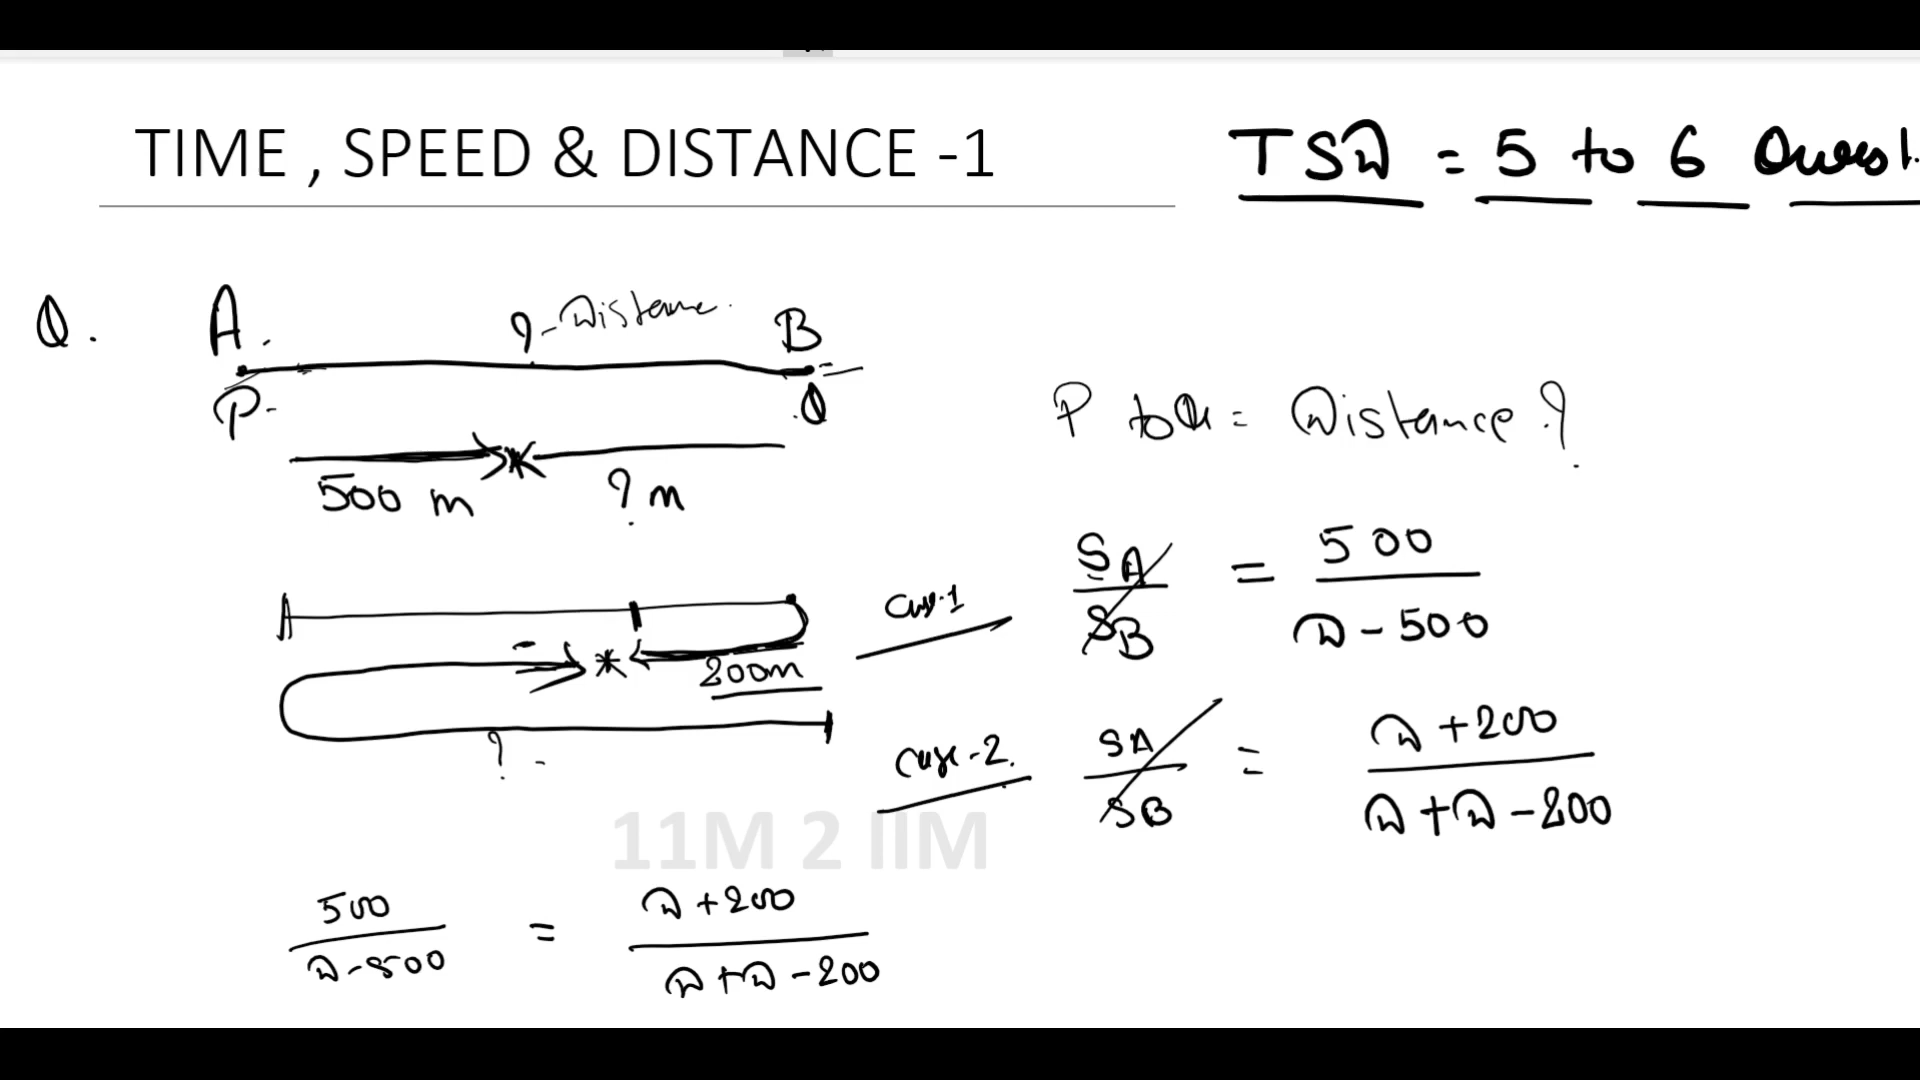 TIME , SPEED & DISTANCE -1
TSD = 5 to 6 Quest.
Q. A. ?-Distance. B
P. Q
P to Q = Distance ?
500 m ? m
SA/SB = 500/D-500
A
Case-1
200m
? -
Case-2. SA/SB = D+200/D+D-200
11M 2 IIM
500/D-500 = D+200/D+D-200